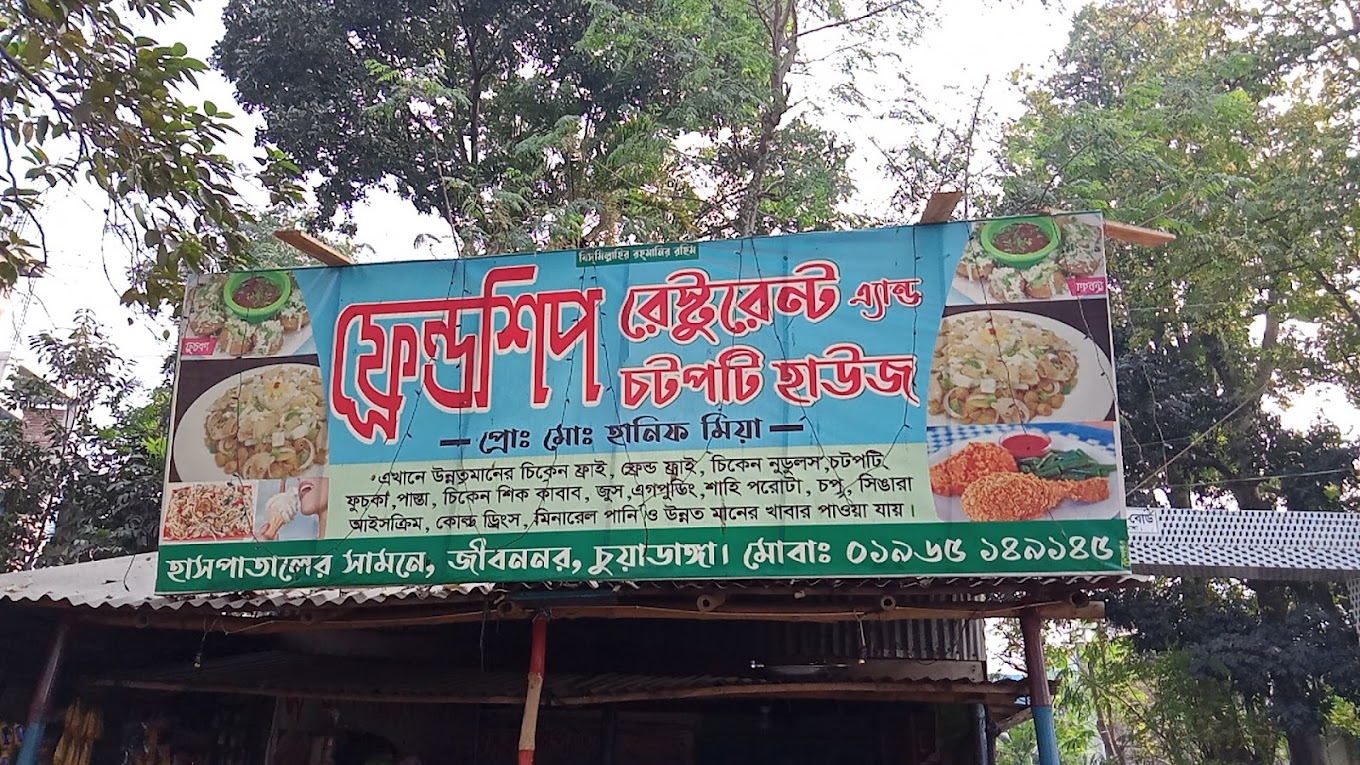 বিসমিল্লাহির রহমানির রহিম
ফ্রেন্ডশিপ রেস্টুরেন্ট এ্যান্ড
চটপটি হাউজ
প্রোঃ মোঃ হানিফ মিয়া
এখানে উন্নতমানের চিকেন ফ্রাই, ফ্রেন্ড ফ্রাই, চিকেন নুডুলস,চটপটি,
ফুচকা,পাস্তা, চিকেন শিক কাবাব, জুস,এগপুডিং,শাহি পরোটা, চপ, সিঙারা
আইসক্রিম, কোল্ড ড্রিংস, মিনারেল পানি ও উন্নত মানের খাবার পাওয়া যায়।
হাসপাতালের সামনে, জীবননর, চুয়াডাঙ্গা। মোবাঃ ০১৯৬৫ ১৪৯১৪৫
বোর্ড